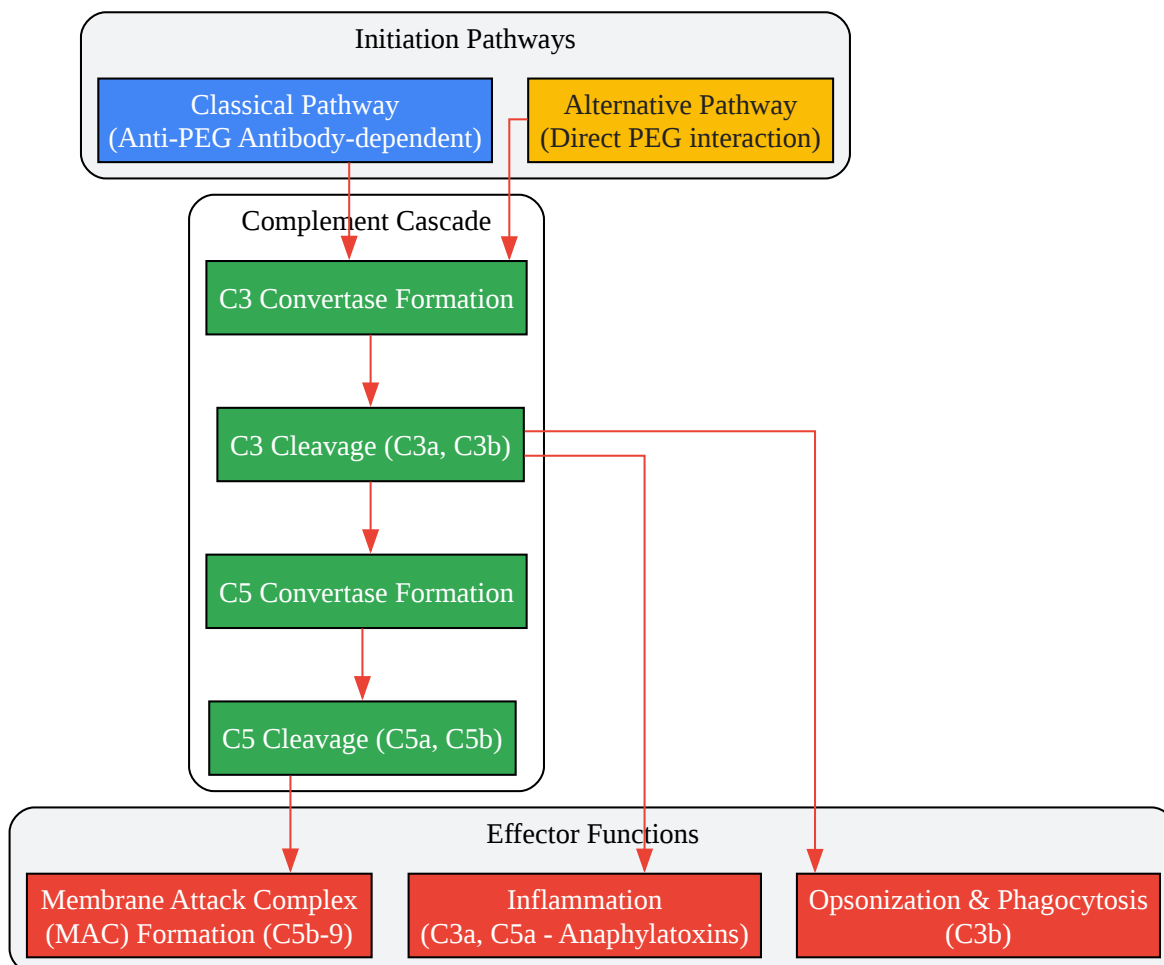 Initiation Pathways
Classical Pathway
(Anti-PEG Antibody-dependent)
Alternative Pathway
(Direct PEG interaction)
Complement Cascade
C3 Convertase Formation
C3 Cleavage (C3a, C3b)
C5 Convertase Formation
C5 Cleavage (C5a, C5b)
Effector Functions
Membrane Attack Complex
(MAC) Formation (C5b-9)
Inflammation
(C3a, C5a - Anaphylatoxins)
Opsonization & Phagocytosis
(C3b)